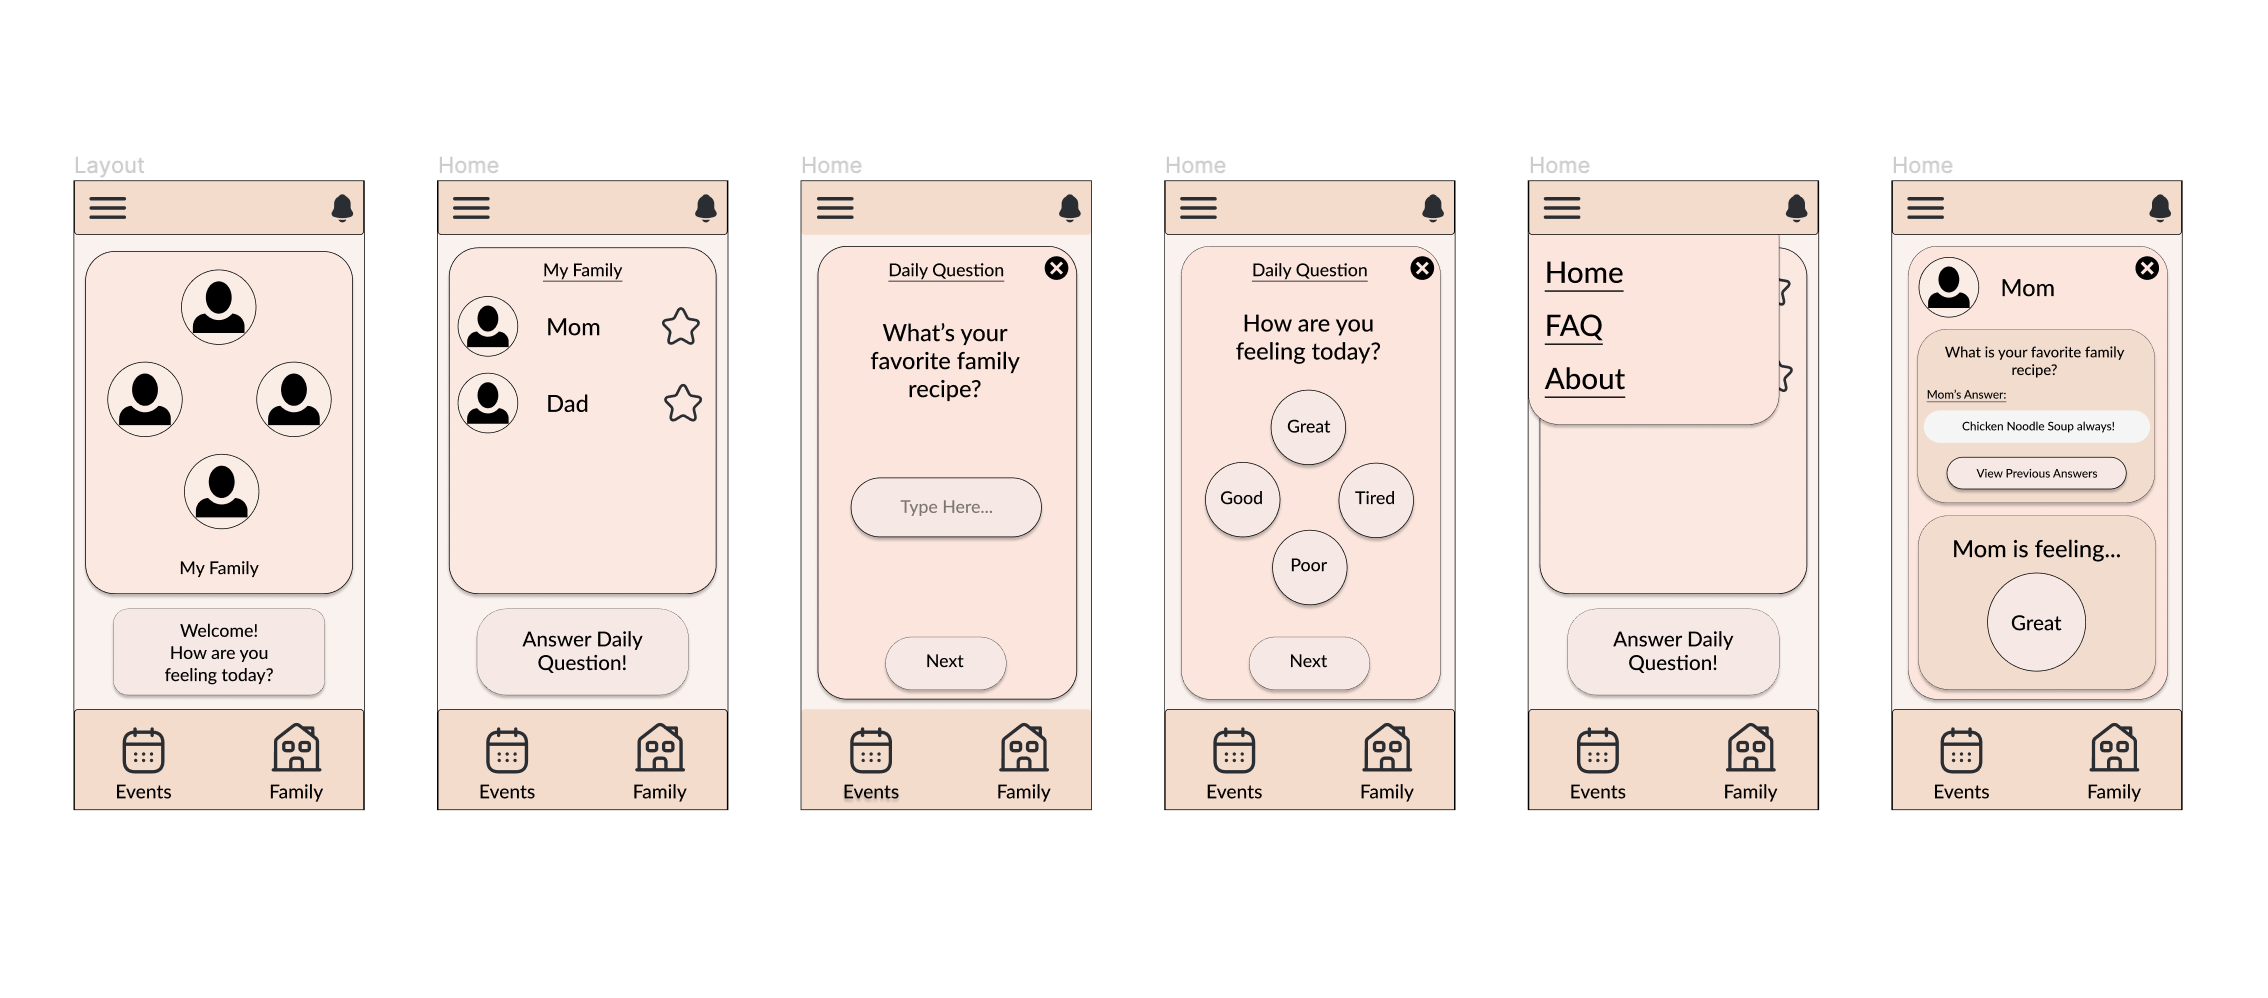 Layout
My Family
Welcome!
How are you
feeling today?
Events
Family
Home
My Family
Mom
Dad
Answer Daily
Question!
Events
Family
Home
Daily Question
What's your
favorite family
recipe?
Type Here...
Next
Events
Family
Home
Daily Question
How are you
feeling today?
Great
Good
Tired
Poor
Next
Events
Family
Home
Home
FAQ
About
Answer Daily
Question!
Events
Family
Home
Mom
What is your favorite family
recipe?
Mom's Answer:
Chicken Noodle Soup always!
View Previous Answers
Mom is feeling...
Great
Events
Family